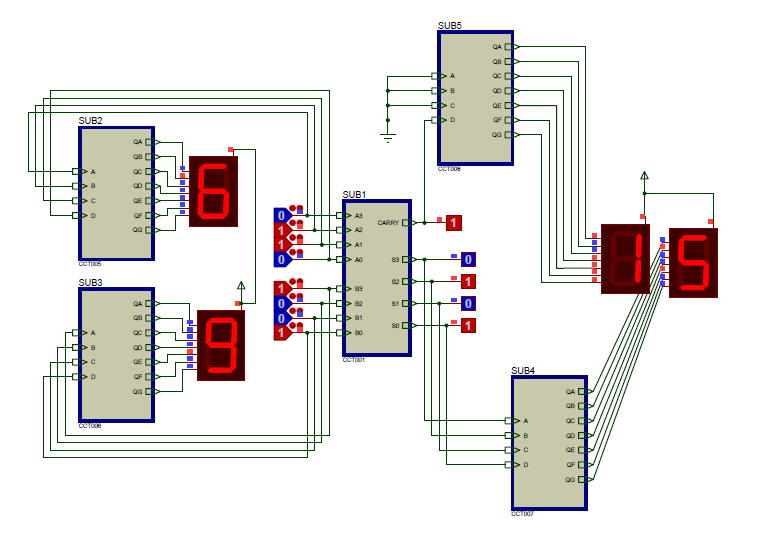 SUB5
A
B
C
D
QA
QB
QC
QD
QE
QF
QG
CCT008
SUB2
A
B
C
D
QA
QB
QC
QD
QE
QF
QG
CCT005
6
SUB1
0
1
1
0
1
0
0
1
A3
A2
A1
A0
B3
B2
B1
B0
CARRY
S3
S2
S1
S0
CCT001
1
0
1
0
1
1
5
SUB3
A
B
C
D
QA
QB
QC
QD
QE
QF
QG
CCT006
9
SUB4
A
B
C
D
QA
QB
QC
QD
QE
QF
QG
CCT007